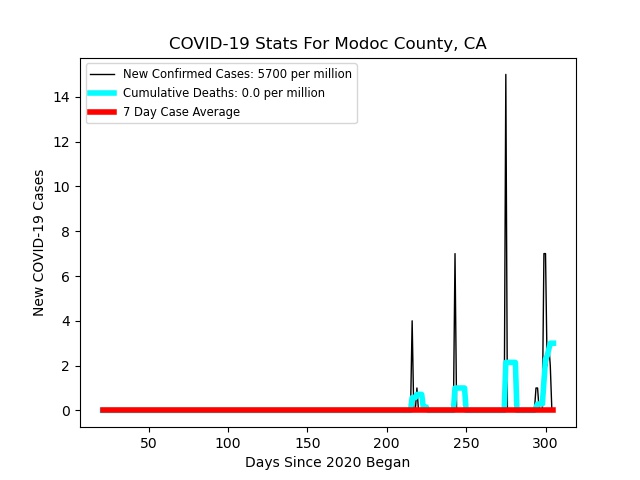 COVID-19 Stats For Modoc County, CA
New Confirmed Cases: 5700 per million
Cumulative Deaths: 0.0 per million
7 Day Case Average
New COVID-19 Cases
14
12
10
8
6
4
2
0
50 100 150 200 250 300
Days Since 2020 Began